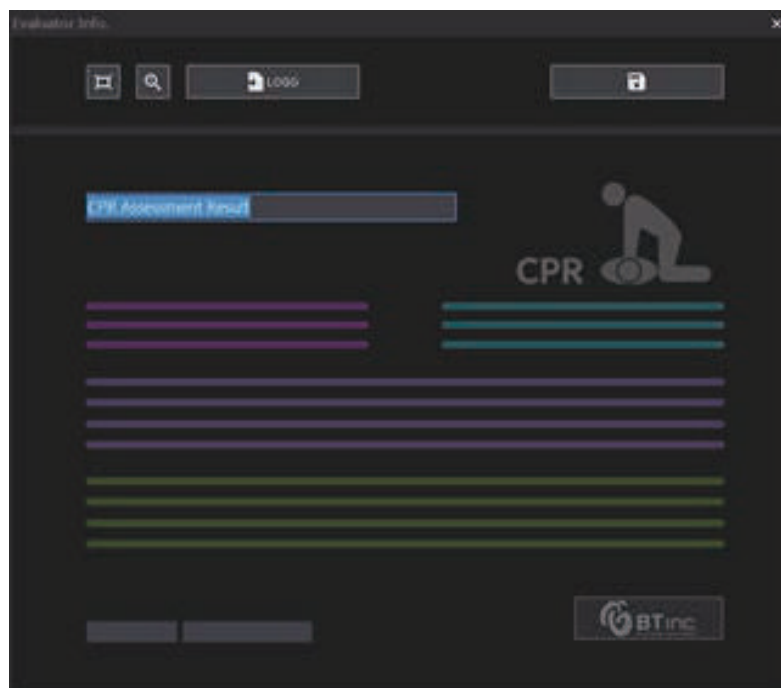 Evaluator Info.
LOGO
CPR Assessment Result
CPR
BTinc